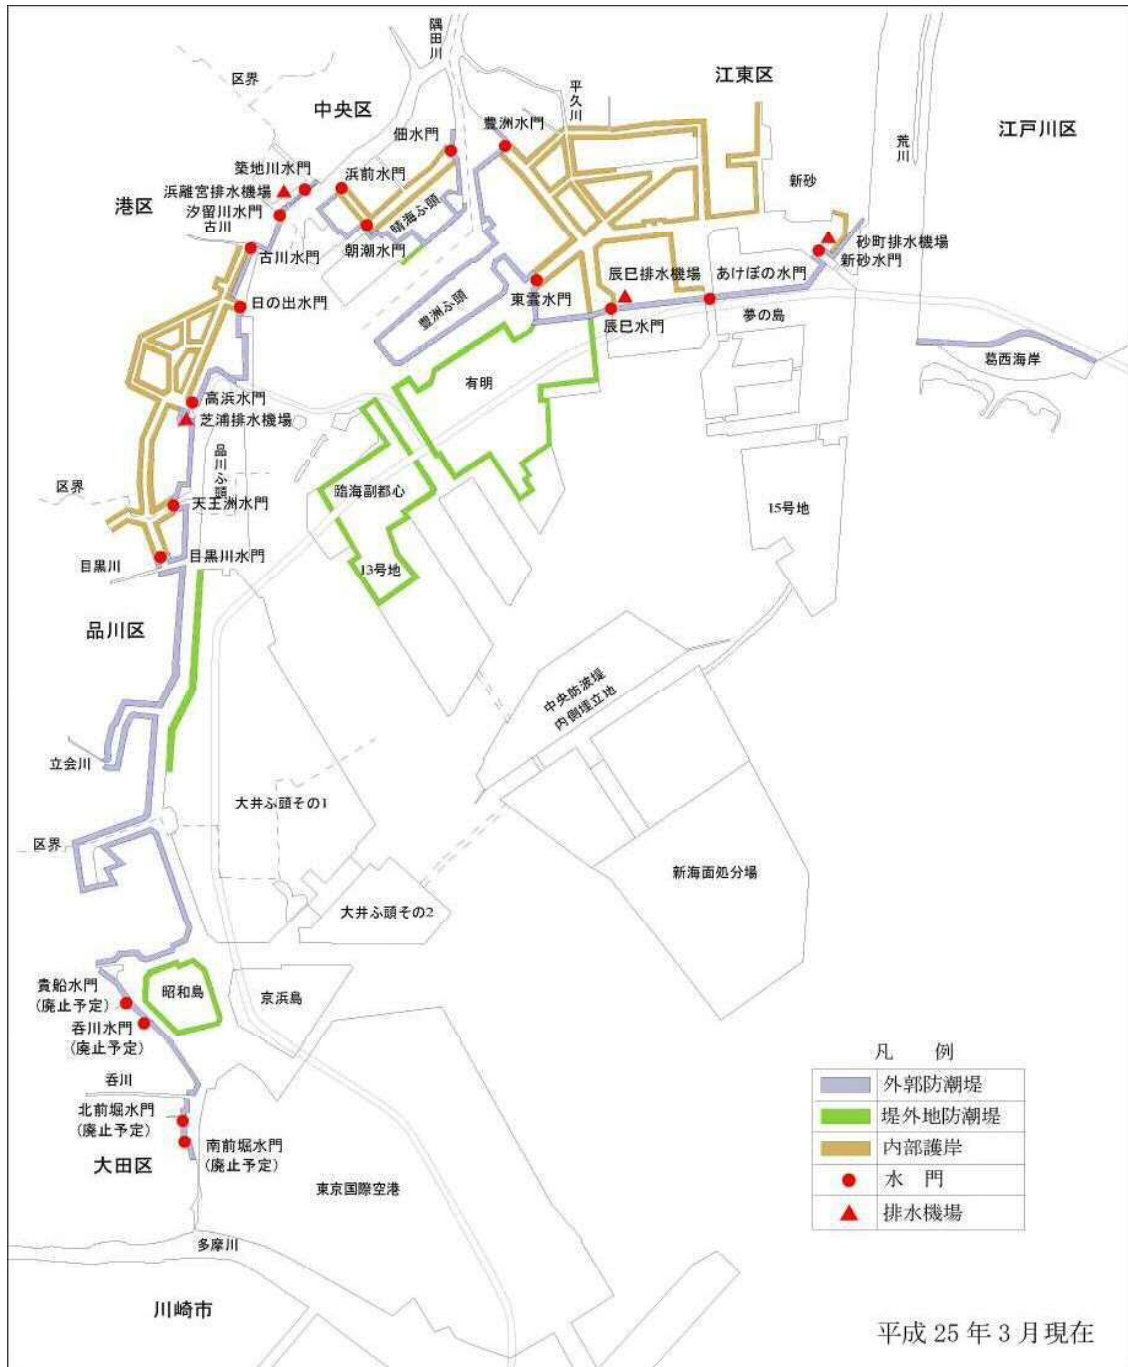 隅田川
区界
中央区
平久川
江東区
荒川
江戸川区
佃水門
豊洲水門
築地川水門
浜前水門
浜離宮排水機場
汐留川水門
港区
古川
古川水門
晴海ふ頭
朝潮水門
新砂
砂町排水機場
新砂水門
辰巳排水機場
あけぼの水門
東雲水門
辰巳水門
夢の島
日の出水門
豊洲ふ頭
葛西海岸
有明
高浜水門
芝浦排水機場
品川ふ頭
区界
天王洲水門
臨海副都心
15号地
目黒川水門
目黒川
13号地
品川区
中央防波堤
内側埋立地
立会川
大井ふ頭その1
区界
新海面処分場
大井ふ頭その2
貴船水門
(廃止予定)
昭和島
京浜島
呑川水門
(廃止予定)
呑川
北前堀水門
(廃止予定)
南前堀水門
(廃止予定)
大田区
東京国際空港
多摩川
川崎市
凡 例
外郭防潮堤
堤外地防潮堤
内部護岸
水 門
排水機場
平成 25 年 3 月現在